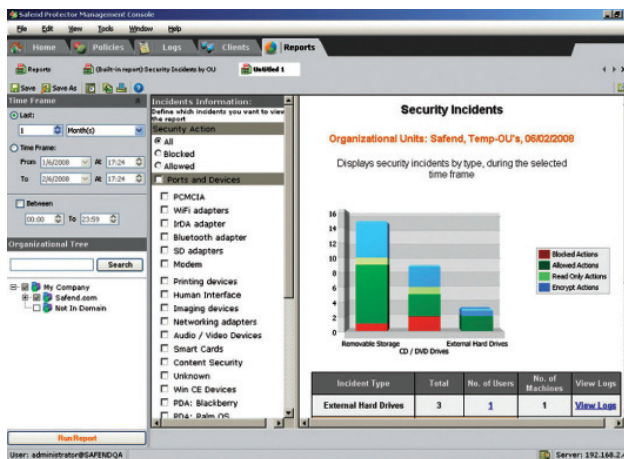 Safend Protector Management Console
File Edit View Tools Window Help
Home Policies Logs Clients Reports
Reports (Built-in report) Security Incidents by OU Untitled 1
Save Save As
Time Frame
Last:
1 Month(s)
Time Frame:
From 1/6/2008 At 17:24
To 2/6/2008 At 17:24
Between
00:00 To 23:59
Organizational Tree
Search
My Company
Safend.com
Not In Domain
Run Report
Incidents Information:
Define which incidents you want to view
the report
Security Action
All
Blocked
Allowed
Ports and Devices
PCMCIA
WiFi adapters
IrDA adapter
Bluetooth adapter
SD adapters
Modem
Printing devices
Human Interface
Imaging devices
Networking adapters
Audio / Video Devices
Smart Cards
Content Security
Unknown
Win CE Devices
PDA: Blackberry
PDA: Palm OS
Security Incidents
Organizational Units: Safend, Temp-OU's, 06/02/2008
Displays security incidents by type, during the selected
time frame
16
14
12
10
8
6
4
2
0
Removable Storage
CD / DVD Drives
External Hard Drives
Blocked Actions
Allowed Actions
Read Only Actions
Encrypt Actions
Incident Type Total No. of Users No. of Machines View Logs
External Hard Drives 3 1 1 View Logs
User: administrator@SAFENDQA
Server: 192.168.2.